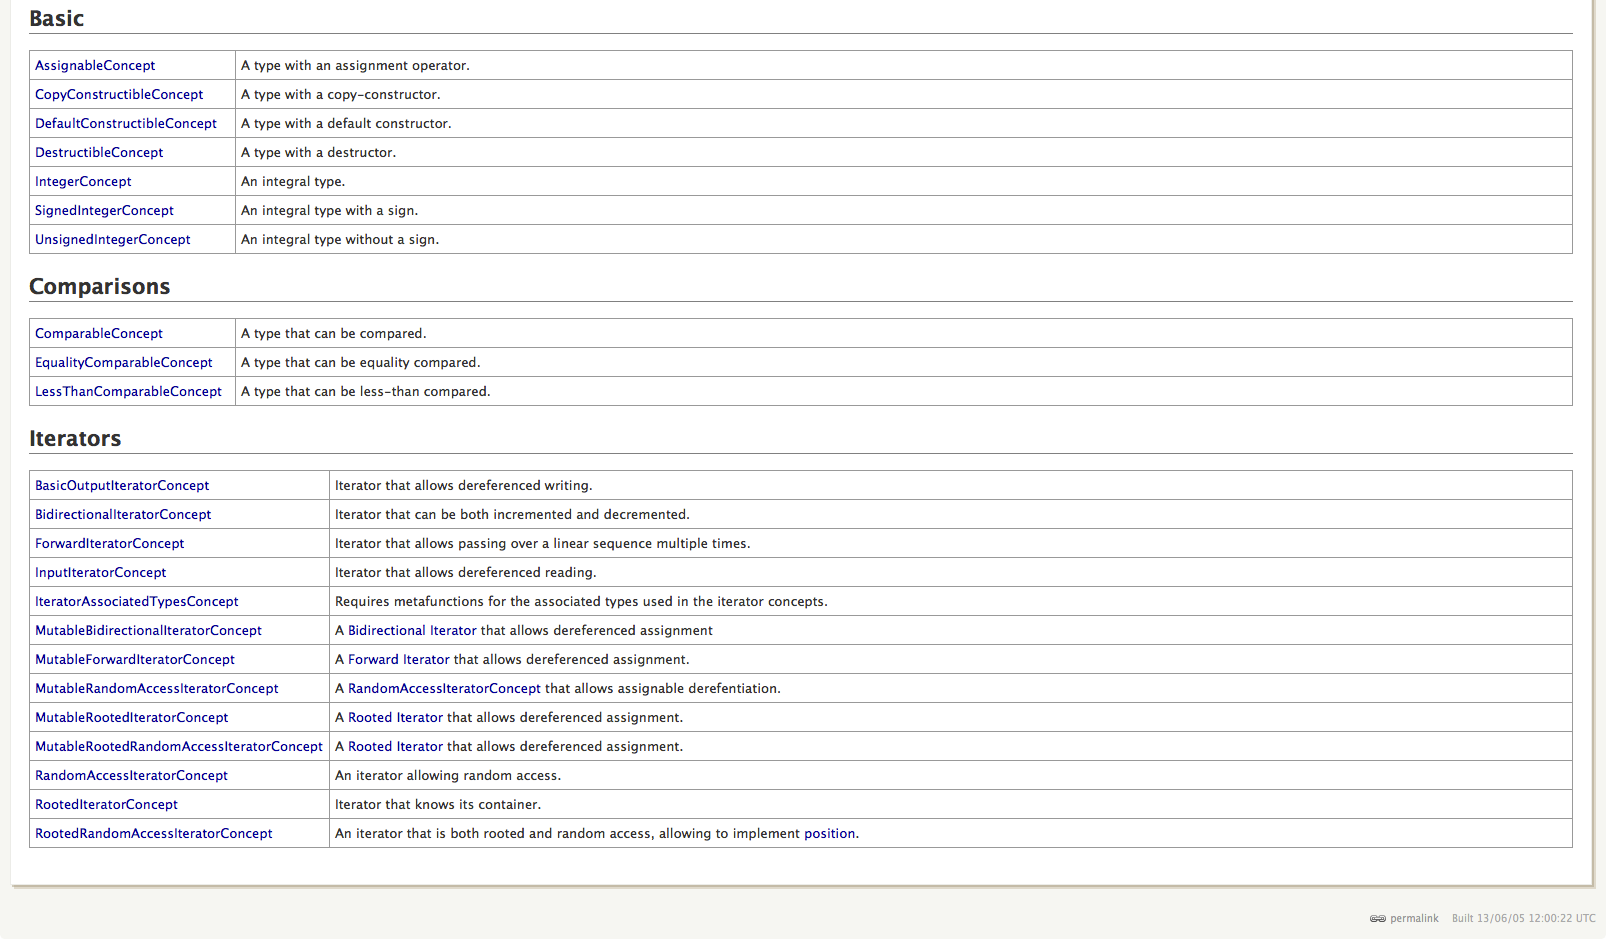 Basic
AssignableConcept A type with an assignment operator.
CopyConstructibleConcept A type with a copy-constructor.
DefaultConstructibleConcept A type with a default constructor.
DestructibleConcept A type with a destructor.
IntegerConcept An integral type.
SignedIntegerConcept An integral type with a sign.
UnsignedIntegerConcept An integral type without a sign.
Comparisons
ComparableConcept A type that can be compared.
EqualityComparableConcept A type that can be equality compared.
LessThanComparableConcept A type that can be less-than compared.
Iterators
BasicOutputIteratorConcept Iterator that allows dereferenced writing.
BidirectionalIteratorConcept Iterator that can be both incremented and decremented.
ForwardIteratorConcept Iterator that allows passing over a linear sequence multiple times.
InputIteratorConcept Iterator that allows dereferenced reading.
IteratorAssociatedTypesConcept Requires metafunctions for the associated types used in the iterator concepts.
MutableBidirectionalIteratorConcept A Bidirectional Iterator that allows dereferenced assignment
MutableForwardIteratorConcept A Forward Iterator that allows dereferenced assignment.
MutableRandomAccessIteratorConcept A RandomAccessIteratorConcept that allows assignable derefentiation.
MutableRootedIteratorConcept A Rooted Iterator that allows dereferenced assignment.
MutableRootedRandomAccessIteratorConcept A Rooted Iterator that allows dereferenced assignment.
RandomAccessIteratorConcept An iterator allowing random access.
RootedIteratorConcept Iterator that knows its container.
RootedRandomAccessIteratorConcept An iterator that is both rooted and random access, allowing to implement position.
permalink Built 13/06/05 12:00:22 UTC